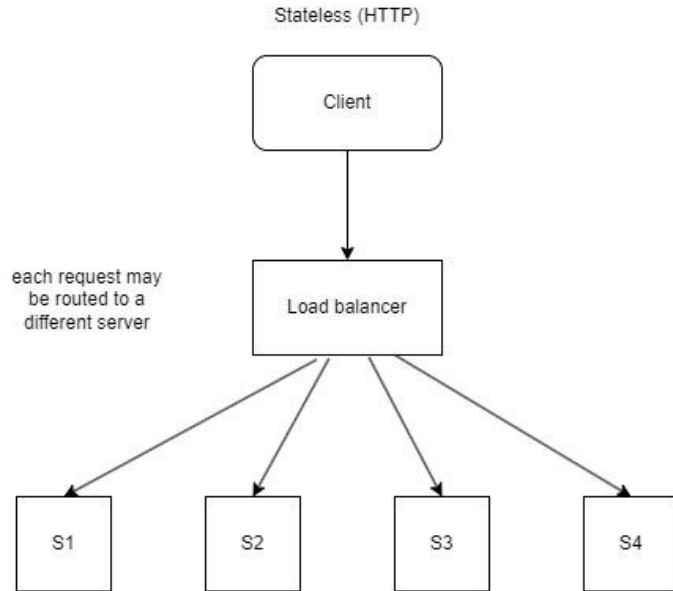 Stateless (HTTP)
Client
each request may
be routed to a
different server
Load balancer
S1
S2
S3
S4